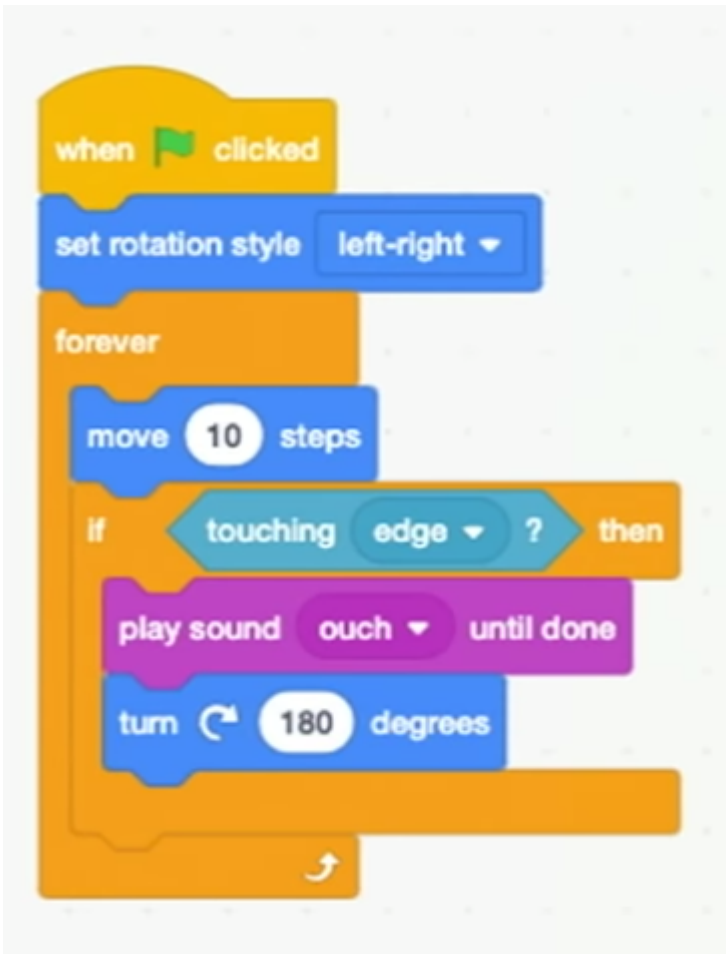 when clicked
set rotation style left-right
forever
move 10 steps
if touching edge ? then
play sound ouch until done
turn 180 degrees